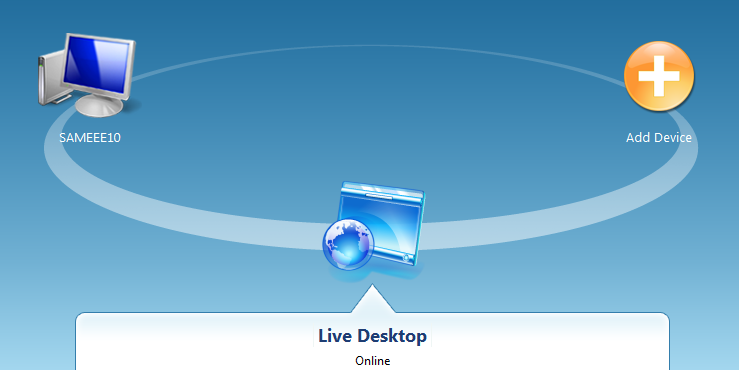 SAMEEE10
Add Device
Live Desktop
Online